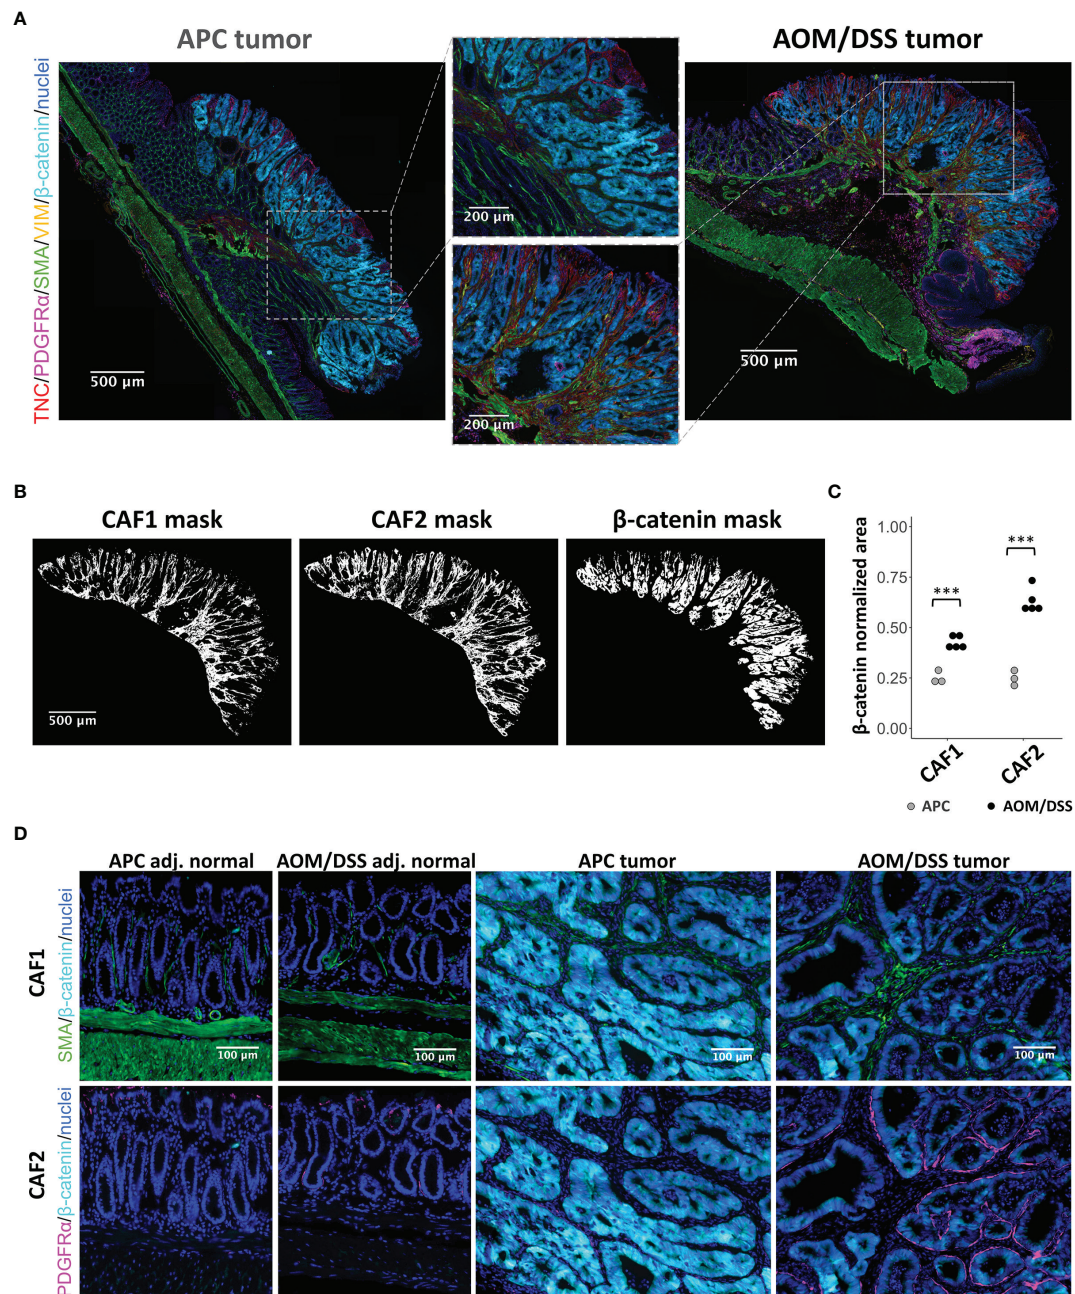 A
APC tumor
AOM/DSS tumor
TNC/PDGFRα/SMA/VIM/β-catenin/nuclei
500 µm
200 µm
200 µm
500 µm
B
CAF1 mask
CAF2 mask
β-catenin mask
500 µm
C
β-catenin normalized area
1.00
0.75
0.50
0.25
0.00
***
***
CAF1
CAF2
APC
AOM/DSS
D
APC adj. normal
AOM/DSS adj. normal
APC tumor
AOM/DSS tumor
CAF1
SMA/β-catenin/nuclei
100 µm
100 µm
100 µm
100 µm
CAF2
PDGFRα/β-catenin/nuclei